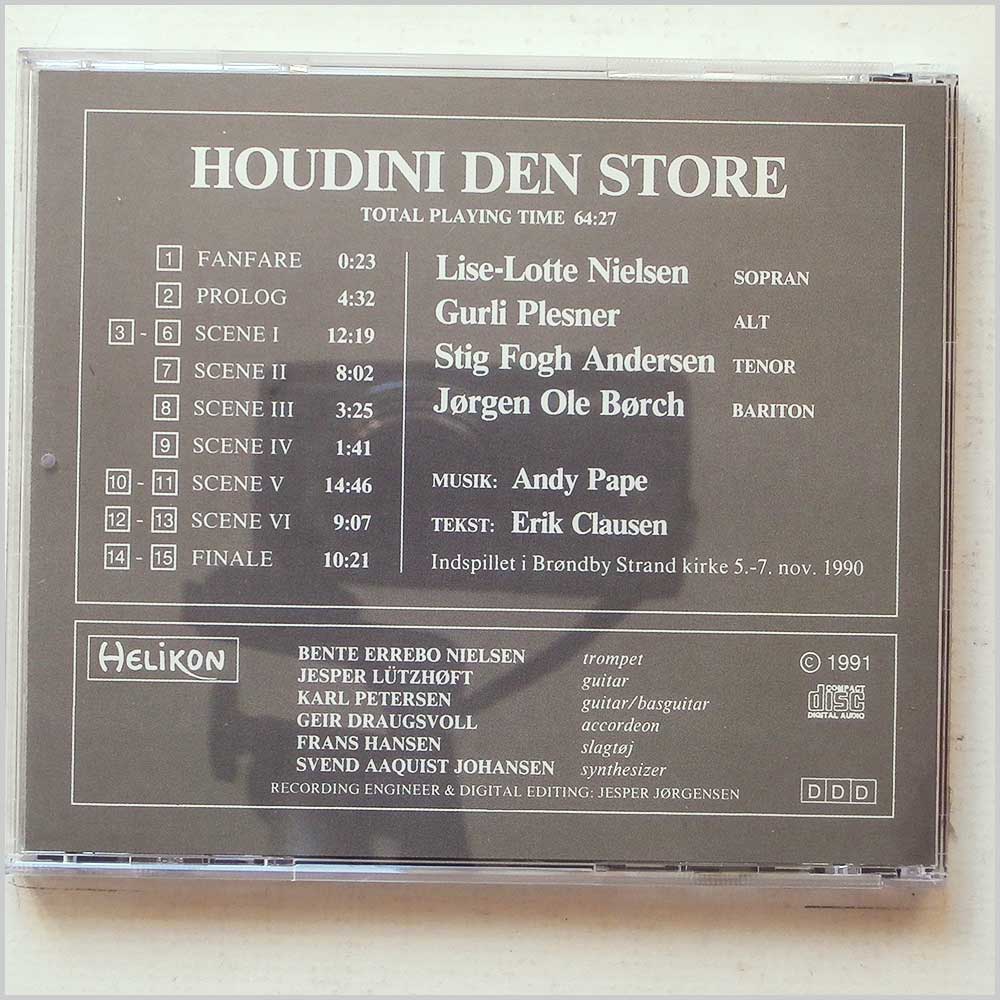 HOUDINI DEN STORE
TOTAL PLAYING TIME 64:27
1 FANFARE 0:23
2 PROLOG 4:32
3 - 6 SCENE I 12:19
7 SCENE II 8:02
8 SCENE III 3:25
9 SCENE IV 1:41
10 - 11 SCENE V 14:46
12 - 13 SCENE VI 9:07
14 - 15 FINALE 10:21
Lise-Lotte Nielsen SOPRAN
Gurli Plesner ALT
Stig Fogh Andersen TENOR
Jørgen Ole Børch BARITON
MUSIK: Andy Pape
TEKST: Erik Clausen
Indspillet i Brøndby Strand kirke 5.-7. nov. 1990
HELIKON
BENTE ERREBO NIELSEN trompet
JESPER LÜTZHØFT guitar
KARL PETERSEN guitar/basguitar
GEIR DRAUGSVOLL accordeon
FRANS HANSEN slagtøj
SVEND AAQUIST JOHANSEN synthesizer
RECORDING ENGINEER & DIGITAL EDITING: JESPER JØRGENSEN
© 1991
COMPACT
disc
DIGITAL AUDIO
DDD